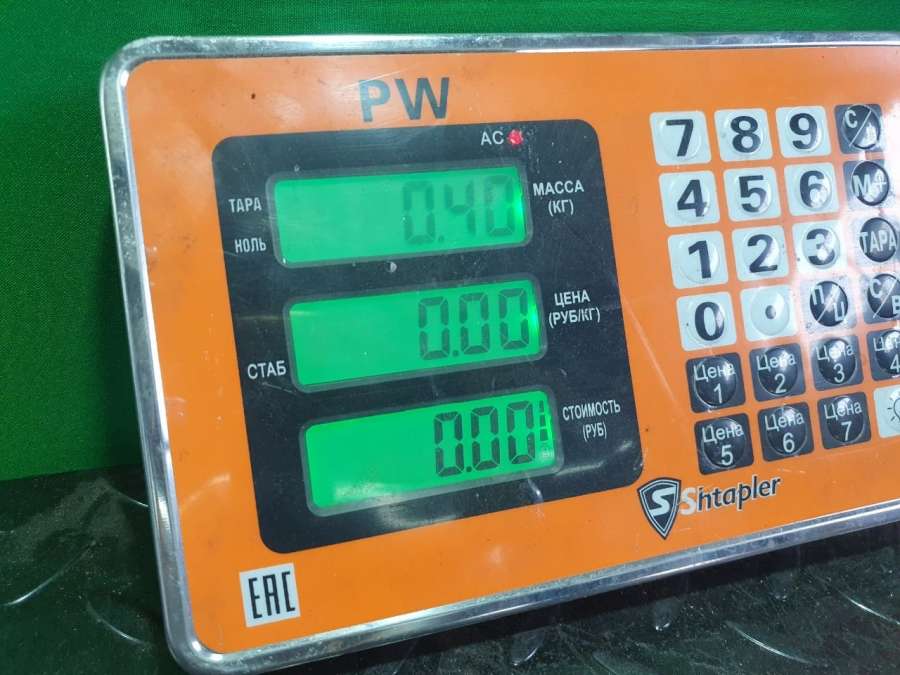 PW
AC
ТАРА
НОЛЬ
0.40
МАССА
(КГ)
СТАБ
0.00
ЦЕНА
(РУБ/КГ)
0.00
СТОИМОСТЬ
(РУБ)
7 8 9 С/П
4 5 6 М+
1 2 3 ТАРА
0 . П/Ц С/В
Цена 1 Цена 2 Цена 3 Цена 4
Цена 5 Цена 6 Цена 7
S Shtapler
EAC